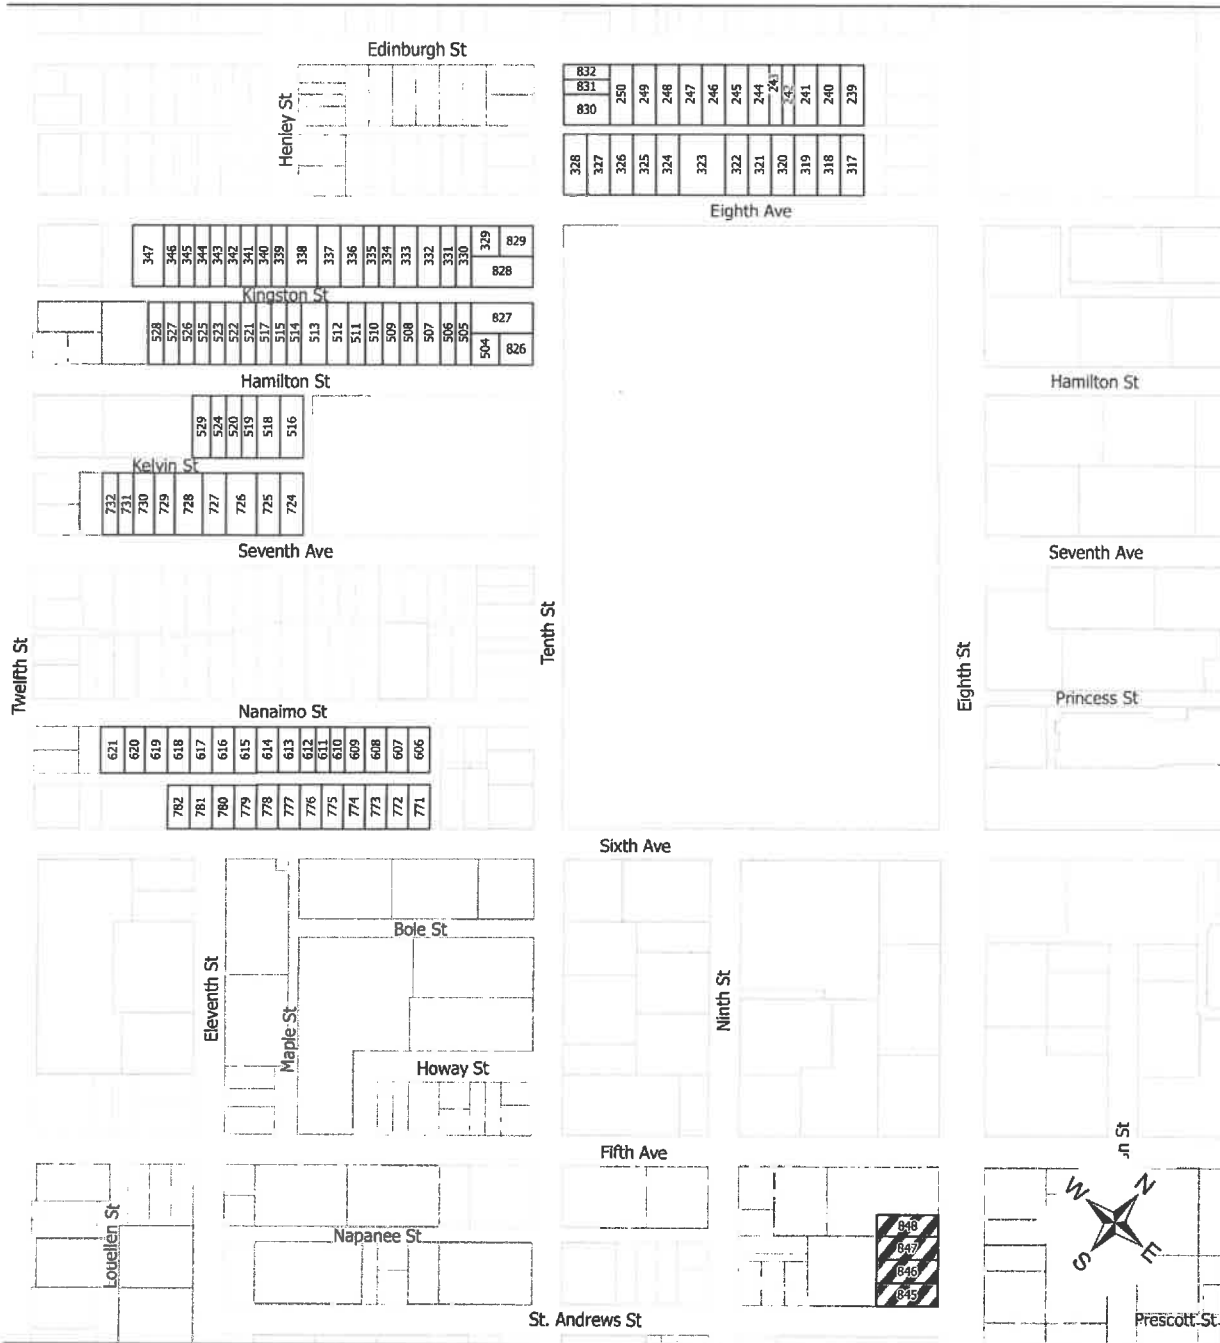 Edinburgh St
Henley St
832
831
830
250 249 248 247 246 245 244 243 242 241 240 239
328 327 326 325 324 323 322 321 320 319 318 317
Eighth Ave
347 346 345 344 343 342 341 340 339 338 337 336 335 334 333 332 331 330 329 829
828
Kingston St
528 527 526 525 523 522 521 517 515 514 513 512 511 510 509 508 507 506 505 827
504 826
Hamilton St
Hamilton St
529 524 520 519 518 516
Kelvin St
732 731 730 729 728 727 726 725 724
Seventh Ave
Seventh Ave
Twelfth St
Tenth St
Eighth St
Princess St
Nanaimo St
621 620 619 618 617 616 615 614 613 612 611 610 609 608 607 606
782 781 780 779 778 777 776 775 774 773 772 771
Sixth Ave
Bole St
Eleventh St
Maple St
Ninth St
Howay St
Fifth Ave
n St
Louellen St
Napanee St
848
847
846
845
W N
S E
St. Andrews St
Prescott St